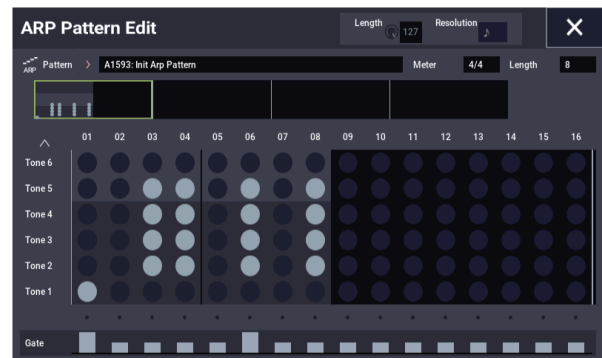 ARP Pattern Edit
Length 127 Resolution ♪ X
ARP Pattern > A1593: Init Arp Pattern Meter 4/4 Length 8
01 02 03 04 05 06 07 08 09 10 11 12 13 14 15 16
Tone 6
Tone 5
Tone 4
Tone 3
Tone 2
Tone 1
Gate